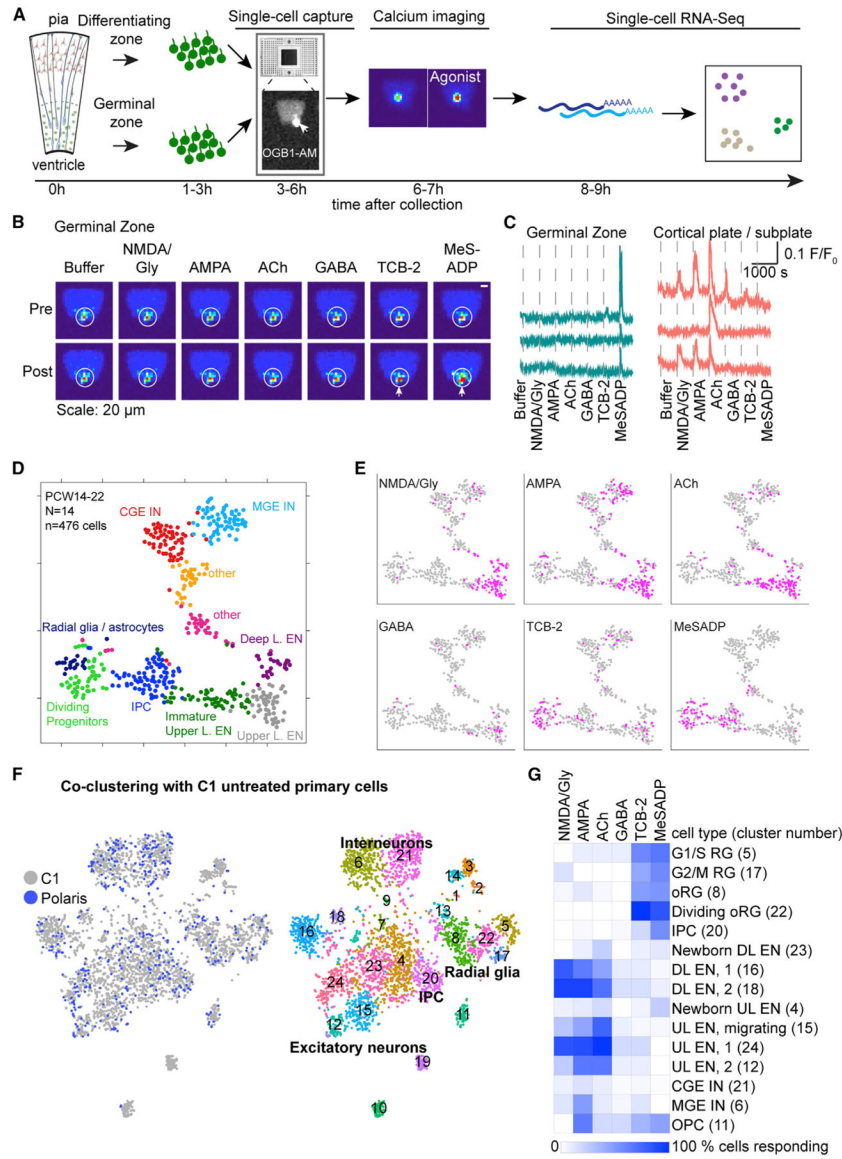 A
pia
Differentiating
zone
Germinal
zone
ventricle
Single-cell capture
OGB1-AM
Calcium imaging
Agonist
Single-cell RNA-Seq
AAAAA
AAAAA
0h
1-3h
3-6h
6-7h
8-9h
time after collection
B
Germinal Zone
Buffer
NMDA/
Gly
AMPA
ACh
GABA
TCB-2
MeS-
ADP
Pre
Post
Scale: 20 µm
C
Germinal Zone
Cortical plate / subplate
0.1 F/F0
1000 s
Buffer
NMDA/Gly
AMPA
ACh
GABA
TCB-2
MeSADP
Buffer
NMDA/Gly
AMPA
ACh
GABA
TCB-2
MeSADP
D
PCW14-22
N=14
n=476 cells
CGE IN
MGE IN
other
other
Radial glia / astrocytes
Deep L. EN
Dividing
Progenitors
IPC
Immature
Upper L. EN
Upper L. EN
E
NMDA/Gly
AMPA
ACh
GABA
TCB-2
MeSADP
F
Co-clustering with C1 untreated primary cells
C1
Polaris
Interneurons
6
21
3
14
2
1
9
13
18
7
16
5
8
22
17
4
23
Radial glia
24
20
IPC
15
12
11
Excitatory neurons
19
10
G
NMDA/Gly
AMPA
ACh
GABA
TCB-2
MeSADP
cell type (cluster number)
G1/S RG (5)
G2/M RG (17)
oRG (8)
Dividing oRG (22)
IPC (20)
Newborn DL EN (23)
DL EN, 1 (16)
DL EN, 2 (18)
Newborn UL EN (4)
UL EN, migrating (15)
UL EN, 1 (24)
UL EN, 2 (12)
CGE IN (21)
MGE IN (6)
OPC (11)
0
100 % cells responding